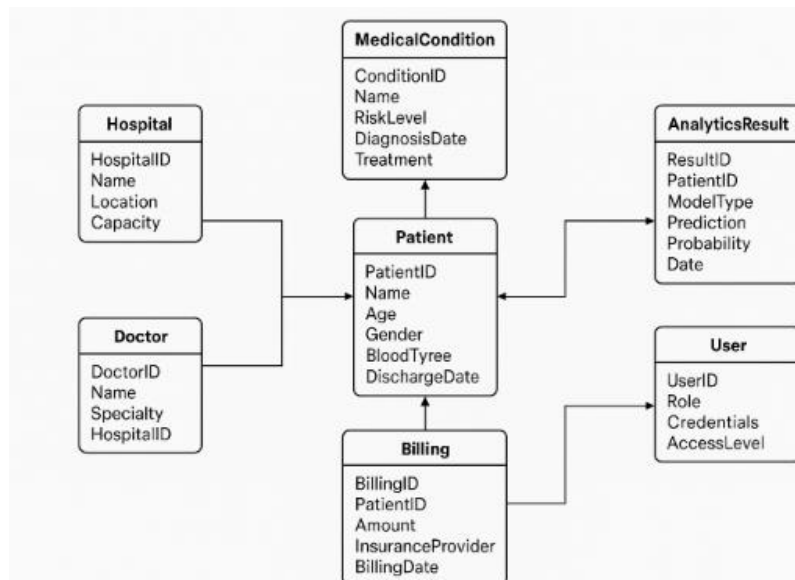 MedicalCondition
ConditionID
Name
RiskLevel
DiagnosisDate
Treatment
Hospital
HospitalID
Name
Location
Capacity
AnalyticsResult
ResultID
PatientID
ModelType
Prediction
Probability
Date
Patient
PatientID
Name
Age
Gender
BloodTyree
DischargeDate
Doctor
DoctorID
Name
Specialty
HospitalID
User
UserID
Role
Credentials
AccessLevel
Billing
BillingID
PatientID
Amount
InsuranceProvider
BillingDate